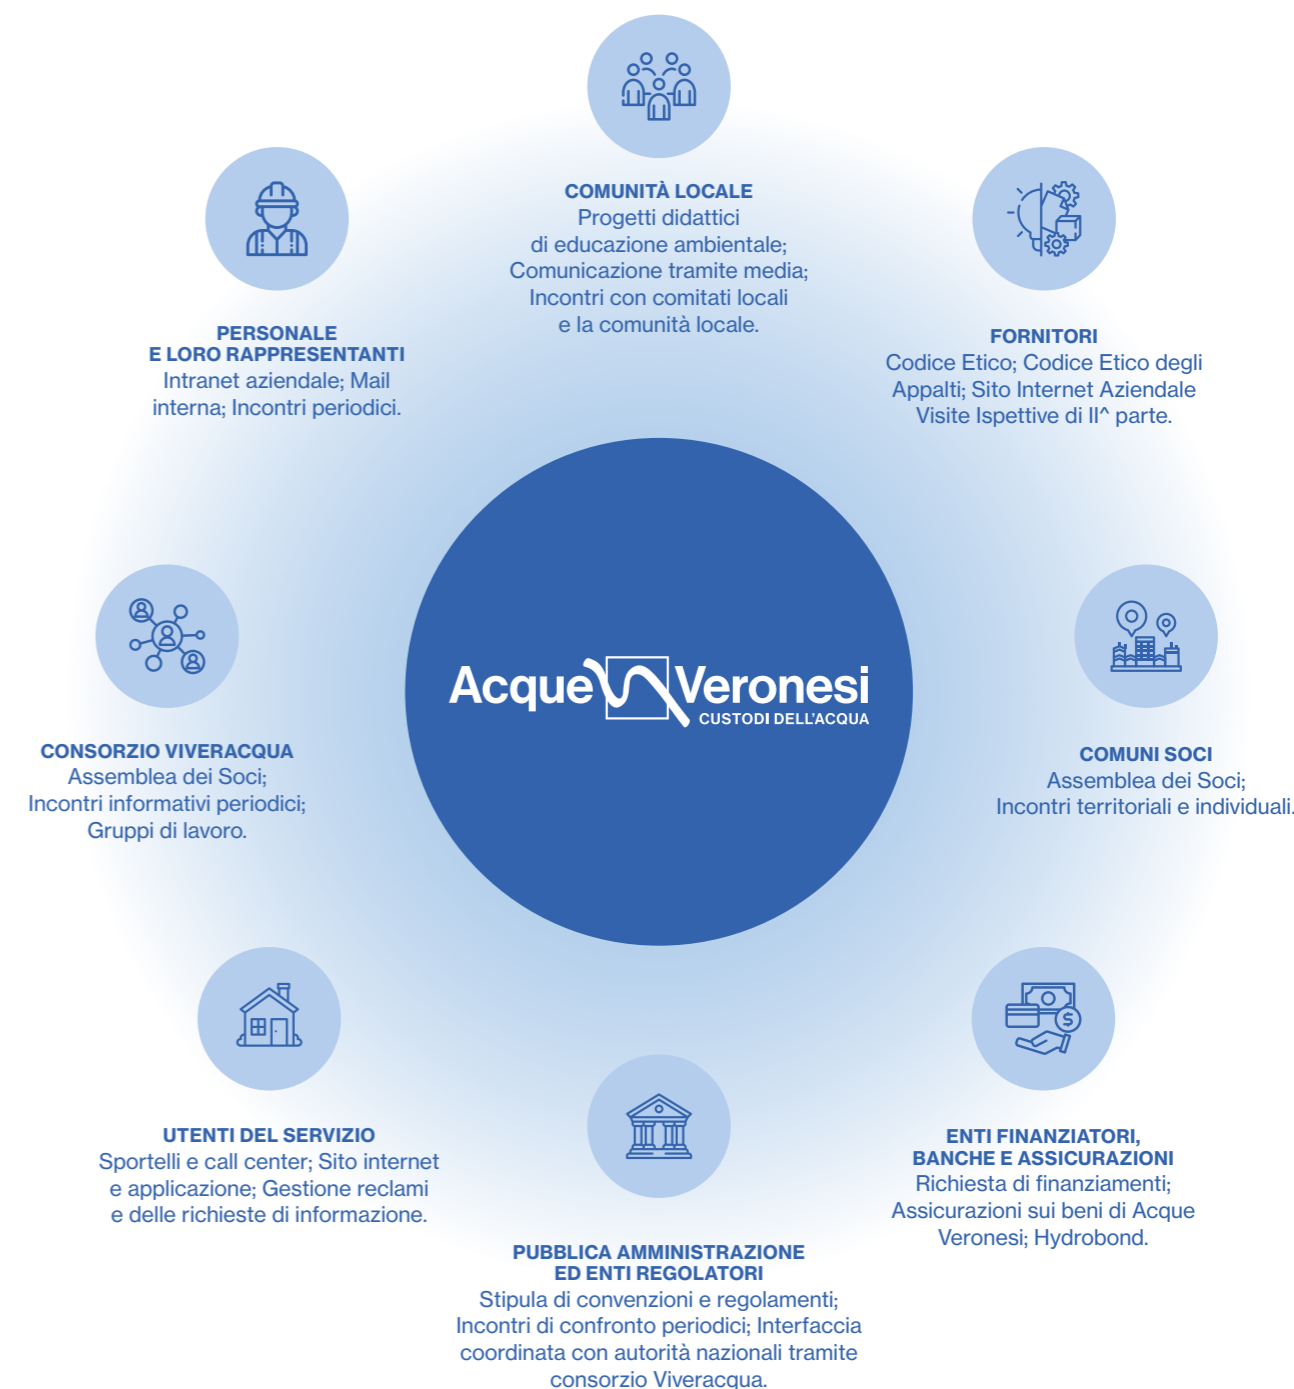 COMUNITÀ LOCALE
Progetti didattici
di educazione ambientale;
Comunicazione tramite media;
Incontri con comitati locali
e la comunità locale.
PERSONALE
E LORO RAPPRESENTANTI
Intranet aziendale; Mail
interna; Incontri periodici.
FORNITORI
Codice Etico; Codice Etico degli
Appalti; Sito Internet Aziendale
Visite Ispettive di II^ parte.
Acque Veronesi
CUSTODI DELL'ACQUA
CONSORZIO VIVERACQUA
Assemblea dei Soci;
Incontri informativi periodici;
Gruppi di lavoro.
COMUNI SOCI
Assemblea dei Soci;
Incontri territoriali e individuali.
UTENTI DEL SERVIZIO
Sportelli e call center; Sito internet
e applicazione; Gestione reclami
e delle richieste di informazione.
ENTI FINANZIATORI,
BANCHE E ASSICURAZIONI
Richiesta di finanziamenti;
Assicurazioni sui beni di Acque
Veronesi; Hydrobond.
PUBBLICA AMMINISTRAZIONE
ED ENTI REGOLATORI
Stipula di convenzioni e regolamenti;
Incontri di confronto periodici; Interfaccia
coordinata con autorità nazionali tramite
consorzio Viveracqua.